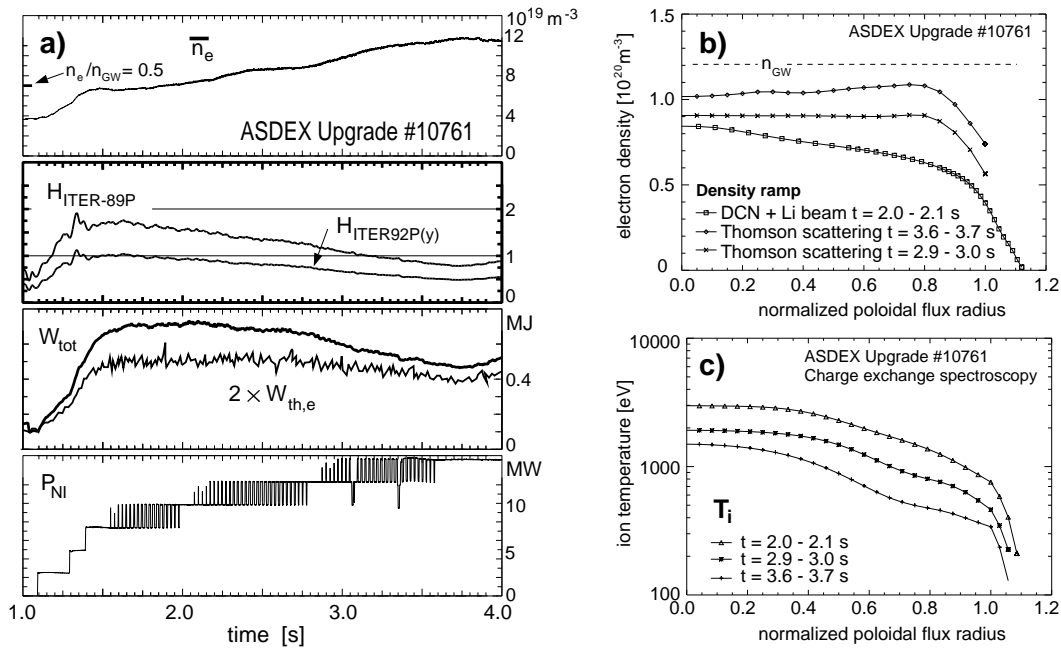 a)
n̅e
10^19 m^-3
12
8
4
0
ne/nGW = 0.5
ASDEX Upgrade #10761
HITER-89P
HITER92P(y)
2
1
0
Wtot
2 × Wth,e
MJ
0.4
0
PNI
MW
10
5
0
1.0 2.0 3.0 4.0
time [s]
b)
ASDEX Upgrade #10761
nGW
electron density [10^20m^-3]
1.5
1.0
0.5
0
Density ramp
DCN + Li beam t = 2.0 - 2.1 s
Thomson scattering t = 3.6 - 3.7 s
Thomson scattering t = 2.9 - 3.0 s
0.0 0.2 0.4 0.6 0.8 1.0 1.2
normalized poloidal flux radius
c)
ASDEX Upgrade #10761
Charge exchange spectroscopy
ion temperature [eV]
10000
1000
100
Ti
t = 2.0 - 2.1 s
t = 2.9 - 3.0 s
t = 3.6 - 3.7 s
0.0 0.2 0.4 0.6 0.8 1.0 1.2
normalized poloidal flux radius